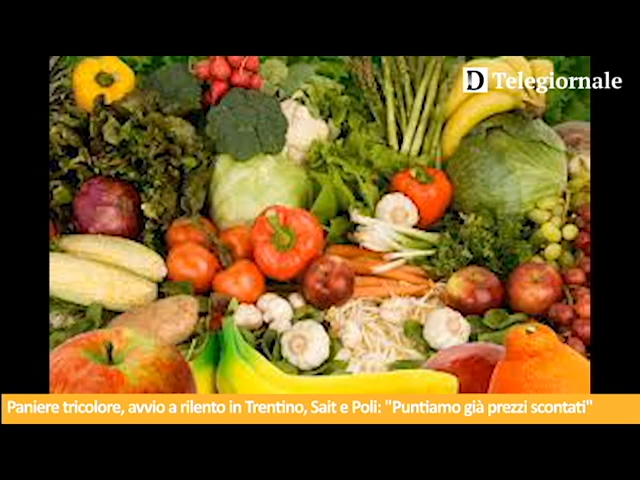 D Telegiornale
Paniere tricolore, avvio a rilento in Trentino, Sait e Poli: "Puntiamo già prezzi scontati"